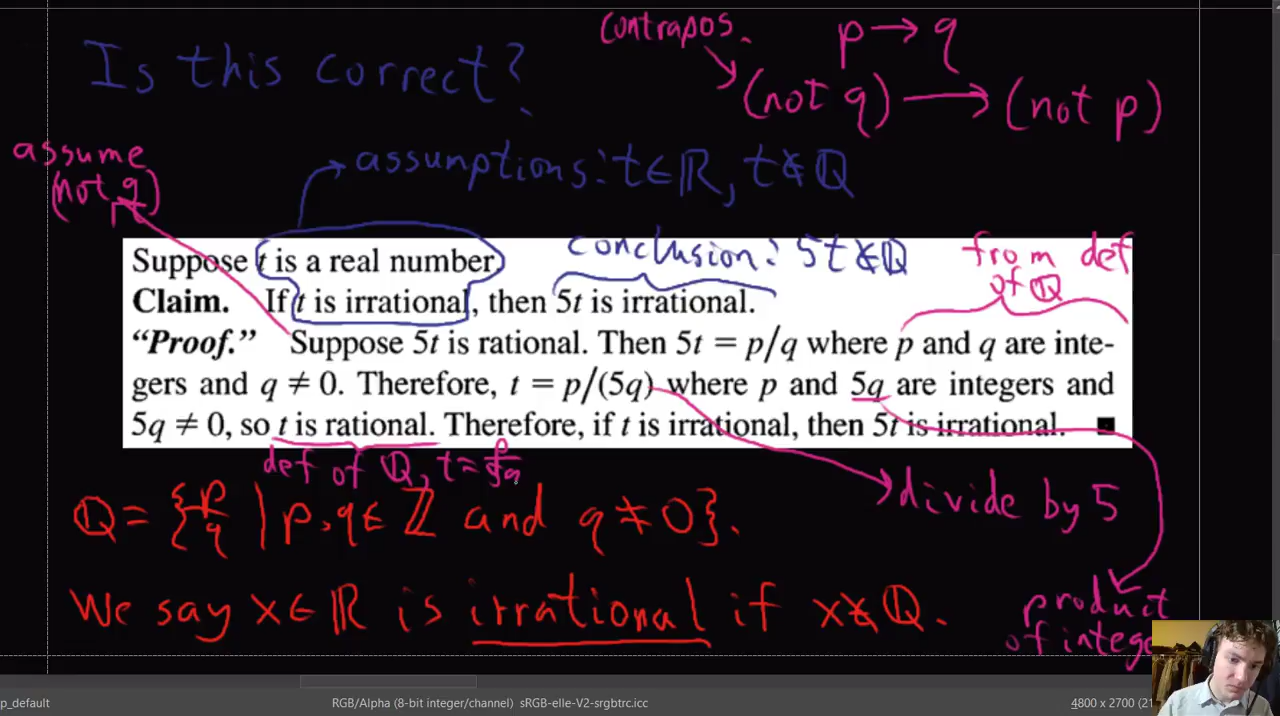 contrapos. p → q
Is this correct?
(not q) → (not p)
assume
(not q)
assumptions: t ∈ ℝ, t ∉ ℚ
Suppose t is a real number
conclusion: 5t ∉ ℚ
from def
of ℚ
Claim. If t is irrational, then 5t is irrational.
"Proof." Suppose 5t is rational. Then 5t = p/q where p and q are inte-
gers and q ≠ 0. Therefore, t = p/(5q) where p and 5q are integers and
5q ≠ 0, so t is rational. Therefore, if t is irrational, then 5t is irrational. ■
def of ℚ, t = p/5q
divide by 5
ℚ = {p/q | p, q ∈ ℤ and q ≠ 0}.
We say x ∈ ℝ is irrational if x ∉ ℚ.
product
of
p_default RGB/Alpha (8-bit integer/channel) sRGB-elle-V2-srgbtrc.icc 4800 x 2700